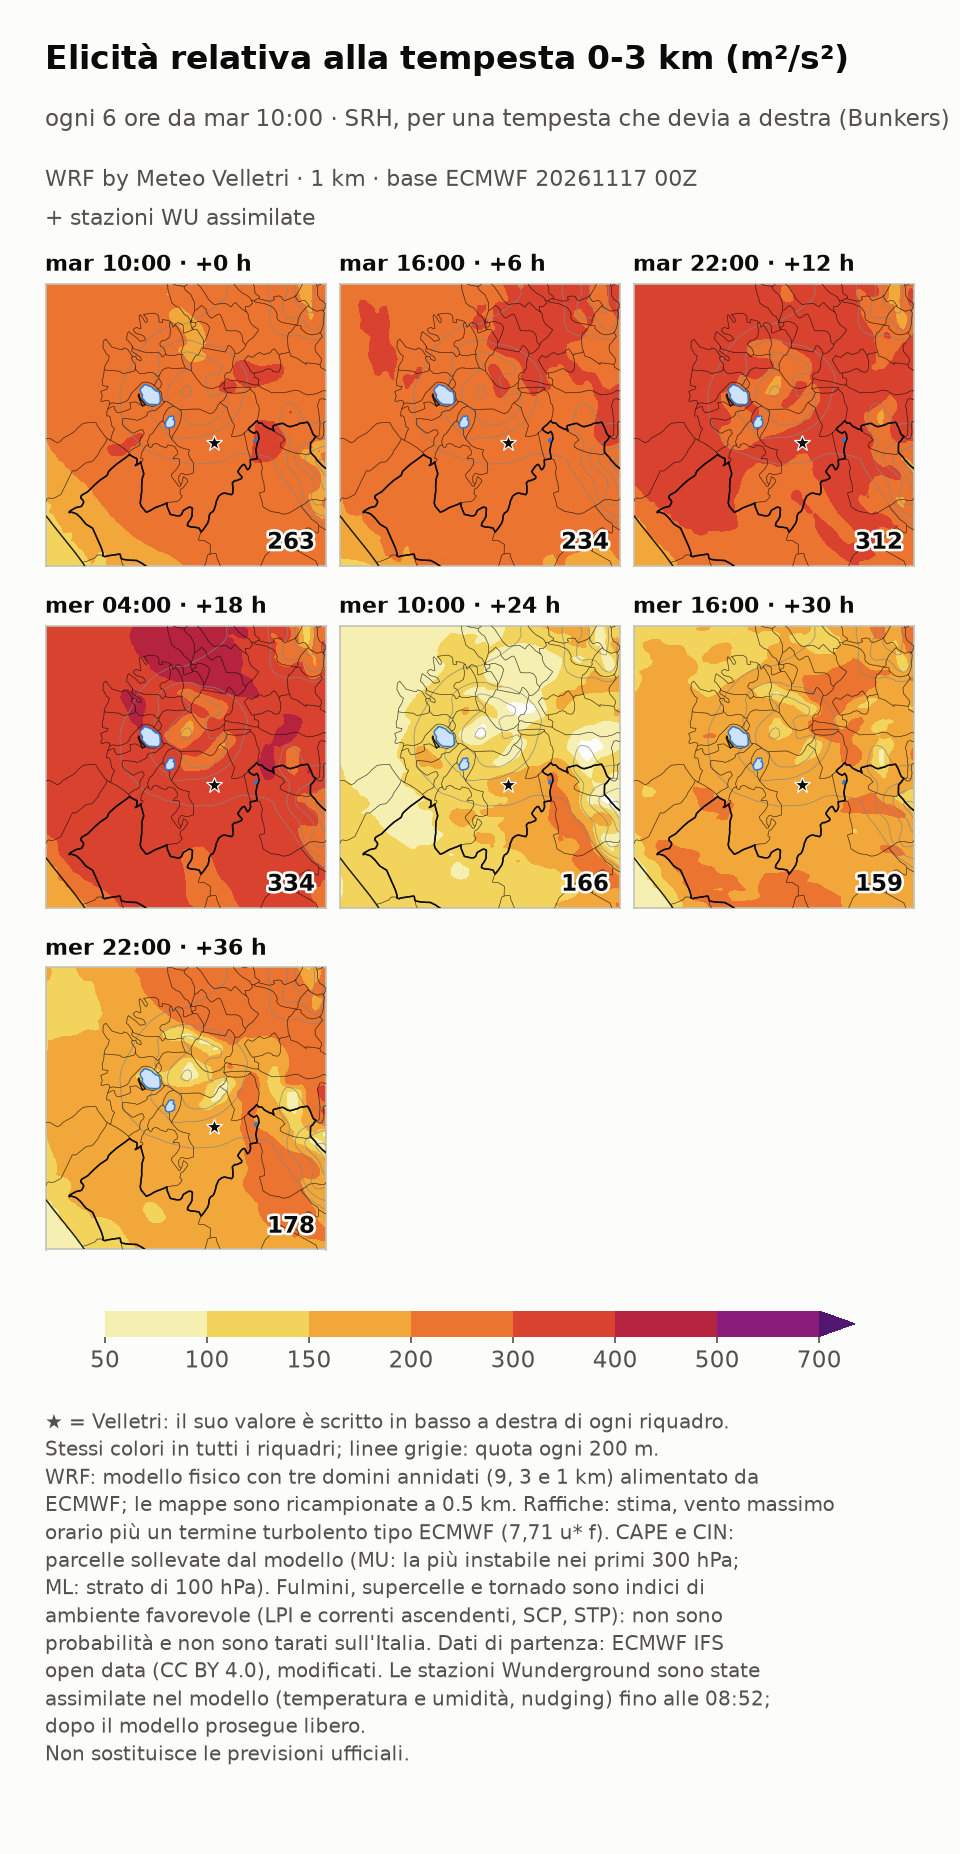 Elicità relativa alla tempesta 0-3 km (m²/s²)
ogni 6 ore da mar 10:00 · SRH, per una tempesta che devia a destra (Bunkers)
WRF by Meteo Velletri · 1 km · base ECMWF 20261117 00Z
+ stazioni WU assimilate
mar 10:00 · +0 h
mar 16:00 · +6 h
mar 22:00 · +12 h
263
234
312
mer 04:00 · +18 h
mer 10:00 · +24 h
mer 16:00 · +30 h
334
166
159
mer 22:00 · +36 h
178
50 100 150 200 300 400 500 700
★ = Velletri: il suo valore è scritto in basso a destra di ogni riquadro.
Stessi colori in tutti i riquadri; linee grigie: quota ogni 200 m.
WRF: modello fisico con tre domini annidati (9, 3 e 1 km) alimentato da
ECMWF; le mappe sono ricampionate a 0.5 km. Raffiche: stima, vento massimo
orario più un termine turbolento tipo ECMWF (7,71 u* f). CAPE e CIN:
parcelle sollevate dal modello (MU: la più instabile nei primi 300 hPa;
ML: strato di 100 hPa). Fulmini, supercelle e tornado sono indici di
ambiente favorevole (LPI e correnti ascendenti, SCP, STP): non sono
probabilità e non sono tarati sull'Italia. Dati di partenza: ECMWF IFS
open data (CC BY 4.0), modificati. Le stazioni Wunderground sono state
assimilate nel modello (temperatura e umidità, nudging) fino alle 08:52;
dopo il modello prosegue libero.
Non sostituisce le previsioni ufficiali.